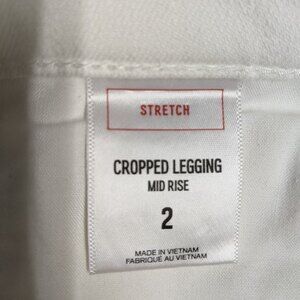 STRETCH
CROPPED LEGGING
MID RISE
2
MADE IN VIETNAM
FABRIQUÉ AU VIETNAM